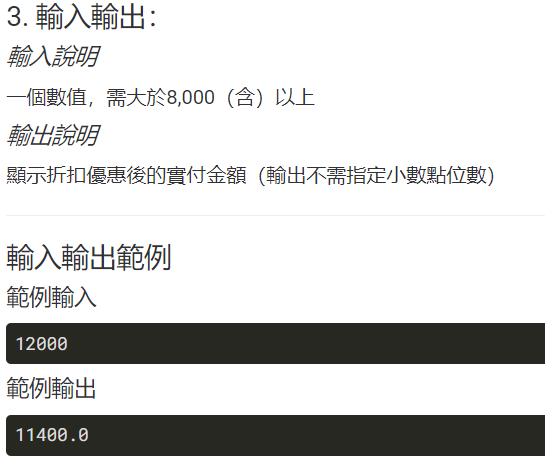 3. 輸入輸出：
輸入說明
一個數值，需大於8,000（含）以上
輸出說明
顯示折扣優惠後的實付金額（輸出不需指定小數點位數）
輸入輸出範例
範例輸入
12000
範例輸出
11400.0